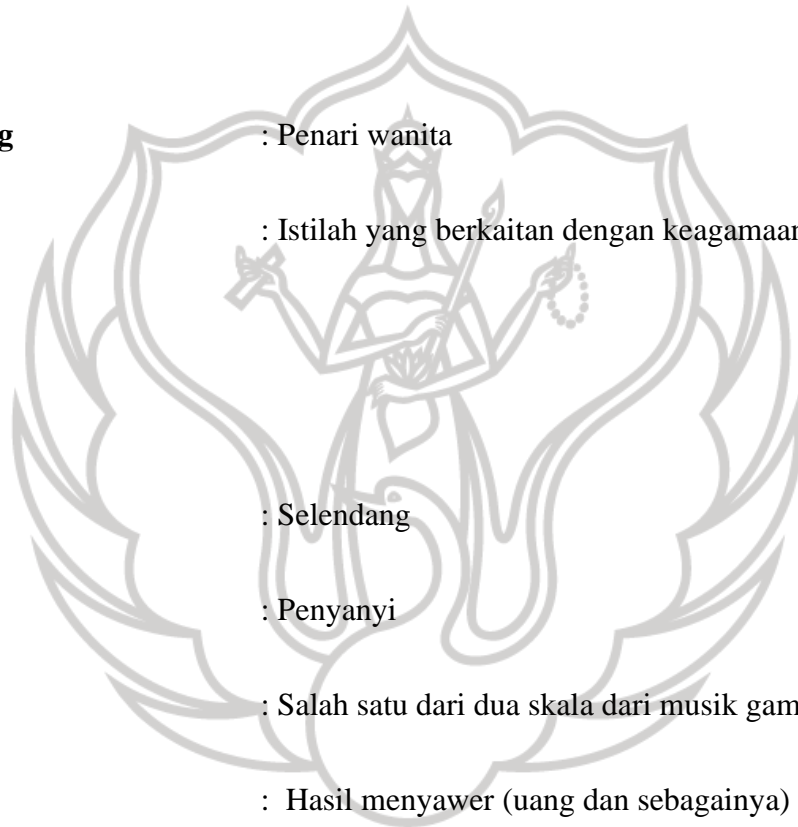 g : Penari wanita
: Istilah yang berkaitan dengan keagamaan
: Selendang
: Penyanyi
: Salah satu dari dua skala dari musik gam
: Hasil menyawer (uang dan sebagainya)